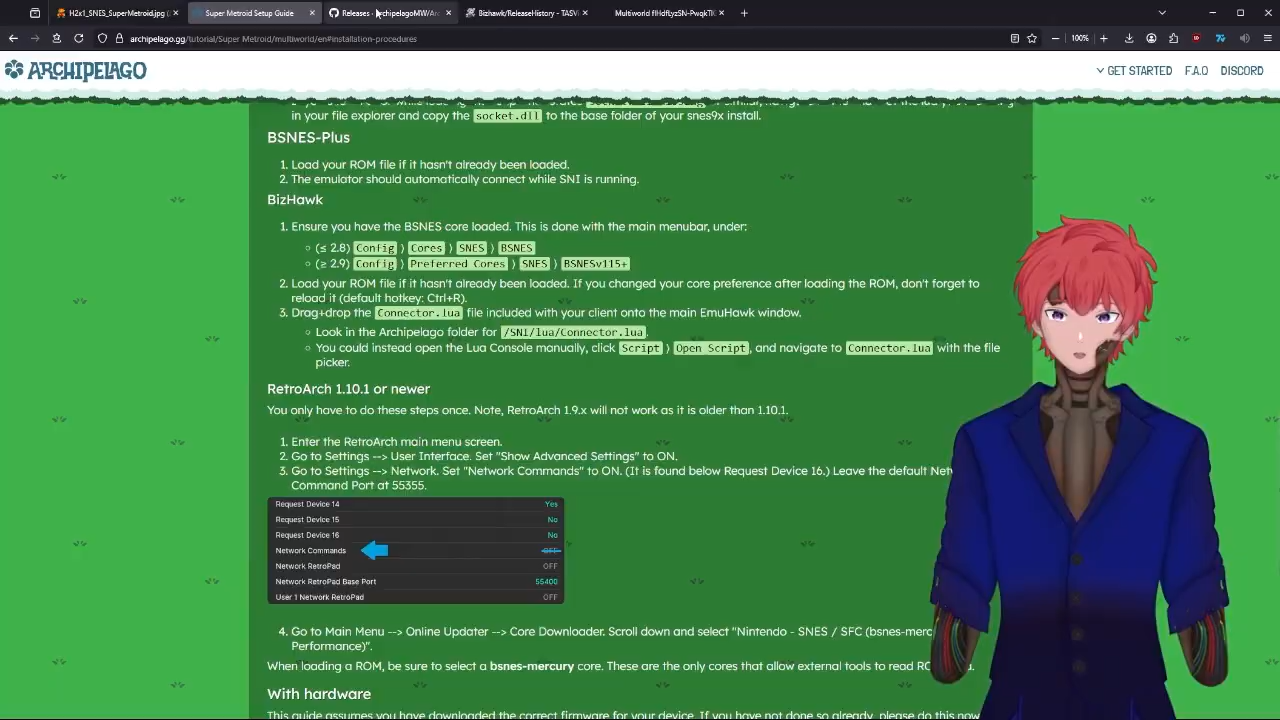 H2x1_SNES_SuperMetroid.jpg (
Super Metroid Setup Guide
Releases · ArchipelagoMW/Arc
Bizhawk/ReleaseHistory - TASVi
Multiworld
archipelago.gg/tutorial/Super Metroid/multiworld/en#installation-procedures
100%
ARCHIPELAGO
GET STARTED
F.A.Q
DISCORD
in your file explorer and copy the socket.dll to the base folder of your snes9x install.
BSNES-Plus
1. Load your ROM file if it hasn't already been loaded.
2. The emulator should automatically connect while SNI is running.
BizHawk
1. Ensure you have the BSNES core loaded. This is done with the main menubar, under:
(≤ 2.8) Config 〉 Cores 〉 SNES 〉 BSNES
(≥ 2.9) Config 〉 Preferred Cores 〉 SNES 〉 BSNESv115+
2. Load your ROM file if it hasn't already been loaded. If you changed your core preference after loading the ROM, don't forget to
reload it (default hotkey: Ctrl+R).
3. Drag+drop the Connector.lua file included with your client onto the main EmuHawk window.
Look in the Archipelago folder for /SNI/lua/Connector.lua.
You could instead open the Lua Console manually, click Script 〉 Open Script, and navigate to Connector.lua with the file
picker.
RetroArch 1.10.1 or newer
You only have to do these steps once. Note, RetroArch 1.9.x will not work as it is older than 1.10.1.
1. Enter the RetroArch main menu screen.
2. Go to Settings --> User Interface. Set "Show Advanced Settings" to ON.
3. Go to Settings --> Network. Set "Network Commands" to ON. (It is found below Request Device 16.) Leave the default Net
Command Port at 55355.
Request Device 14 Yes
Request Device 15 No
Request Device 16 No
Network Commands OFF
Network RetroPad OFF
Network RetroPad Base Port 55400
User 1 Network RetroPad OFF
4. Go to Main Menu --> Online Updater --> Core Downloader. Scroll down and select "Nintendo - SNES / SFC (bsnes-merc
Performance)".
When loading a ROM, be sure to select a bsnes-mercury core. These are the only cores that allow external tools to read RO
With hardware
This guide assumes you have downloaded the correct firmware for your device. If you have not done so already, please do this now